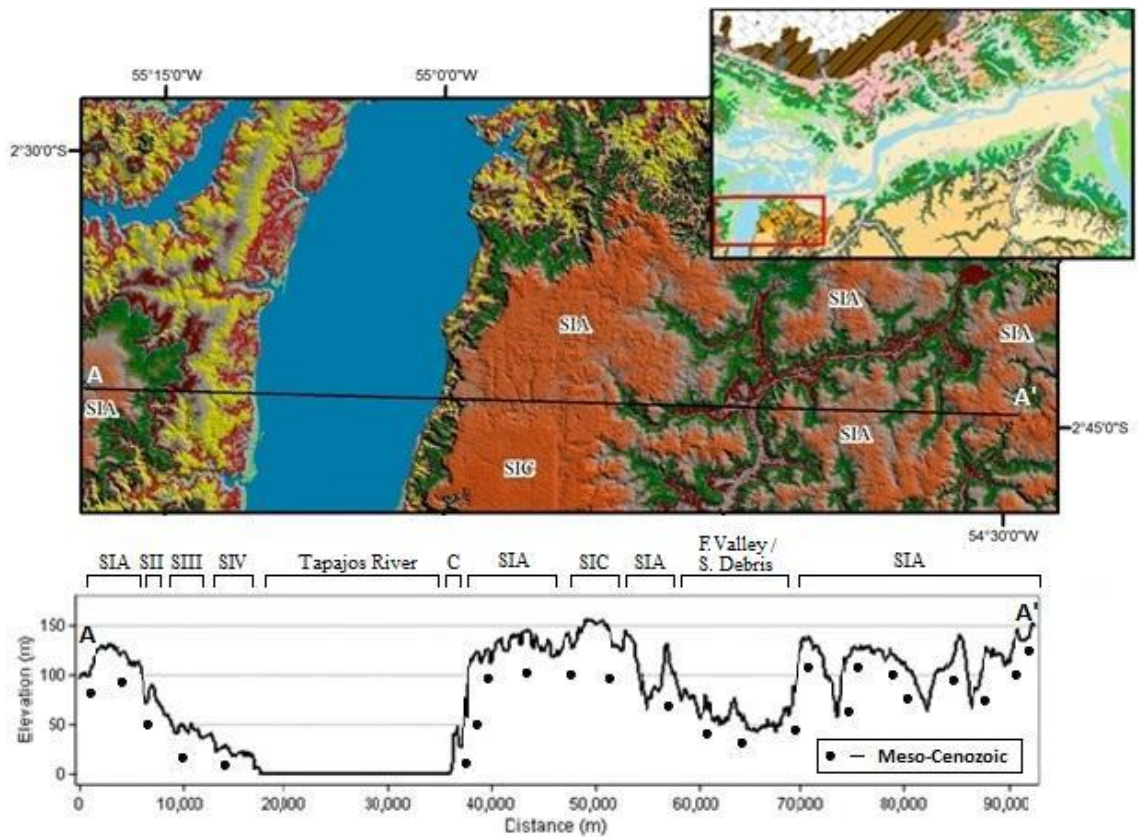 55°15'0"W
55°0'0"W
2°30'0"S
SIA
SIA
SIA
A
A'
SIA
SIA
2°45'0"S
SIC
54°30'0"W
F. Valley /
SIA SII SIII SIV Tapajos River C SIA SIC SIA S. Debris SIA
150
A
A'
100
50
0
Elevation (m)
● — Meso-Cenozoic
0 10,000 20,000 30,000 40,000 50,000 60,000 70,000 80,000 90,000
Distance (m)